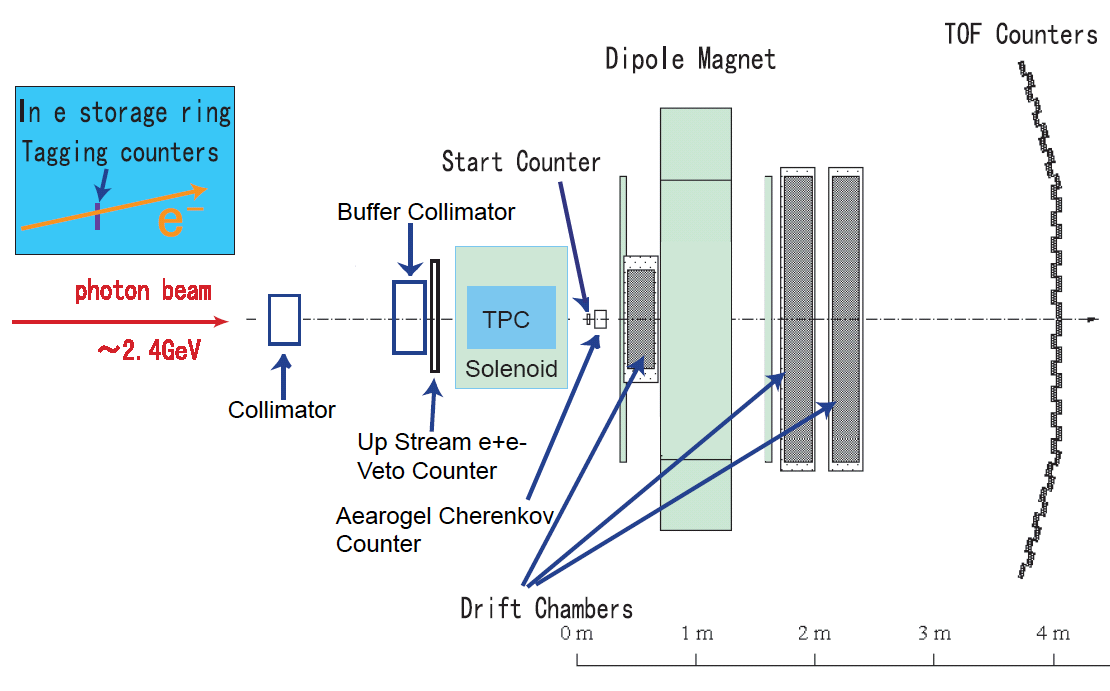 TOF Counters
Dipole Magnet
In e storage ring
Tagging counters
e⁻
Start Counter
Buffer Collimator
photon beam
～2.4GeV
TPC
Solenoid
Collimator
Up Stream e+e-
Veto Counter
Aearogel Cherenkov
Counter
Drift Chambers
0 m 1 m 2 m 3 m 4 m